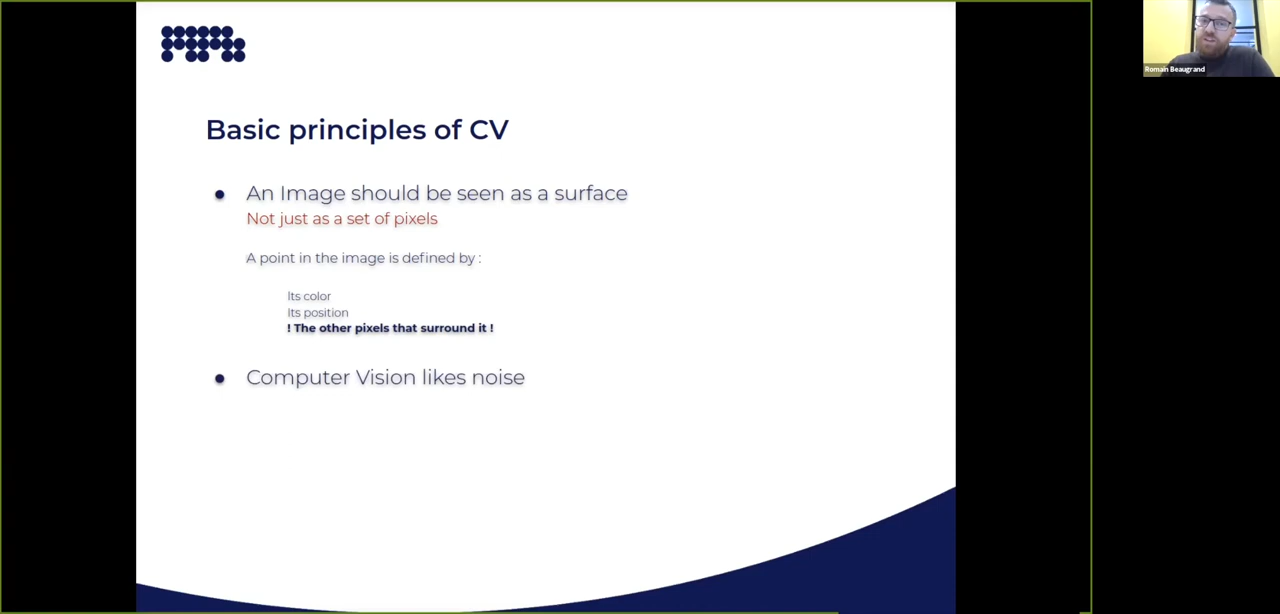 Basic principles of CV
An Image should be seen as a surface
Not just as a set of pixels
A point in the image is defined by :
Its color
Its position
! The other pixels that surround it !
Computer Vision likes noise
Romain Beaugrand